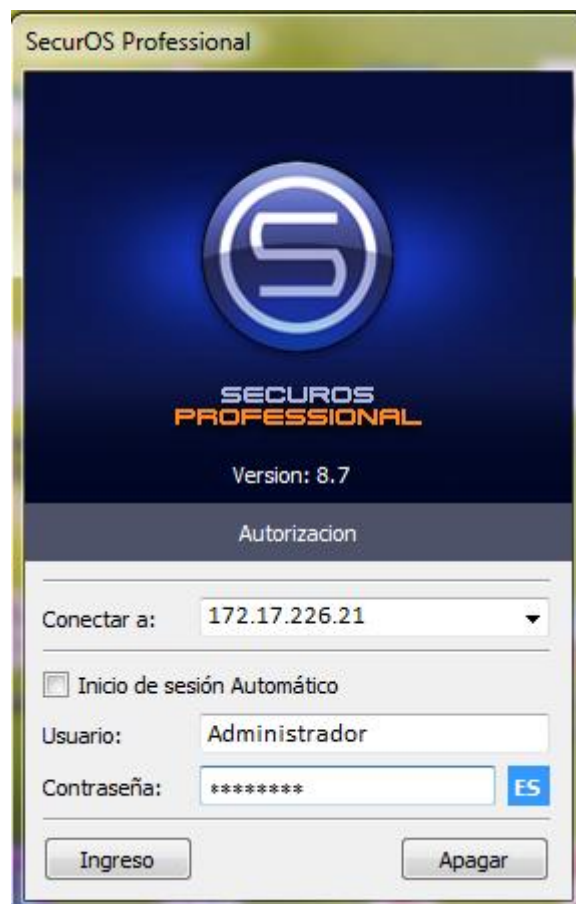 SecurOS Professional
SECUROS
PROFESSIONAL
Version: 8.7
Autorizacion
Conectar a: 172.17.226.21
Inicio de sesión Automático
Usuario: Administrador
Contraseña: ******** ES
Ingreso Apagar